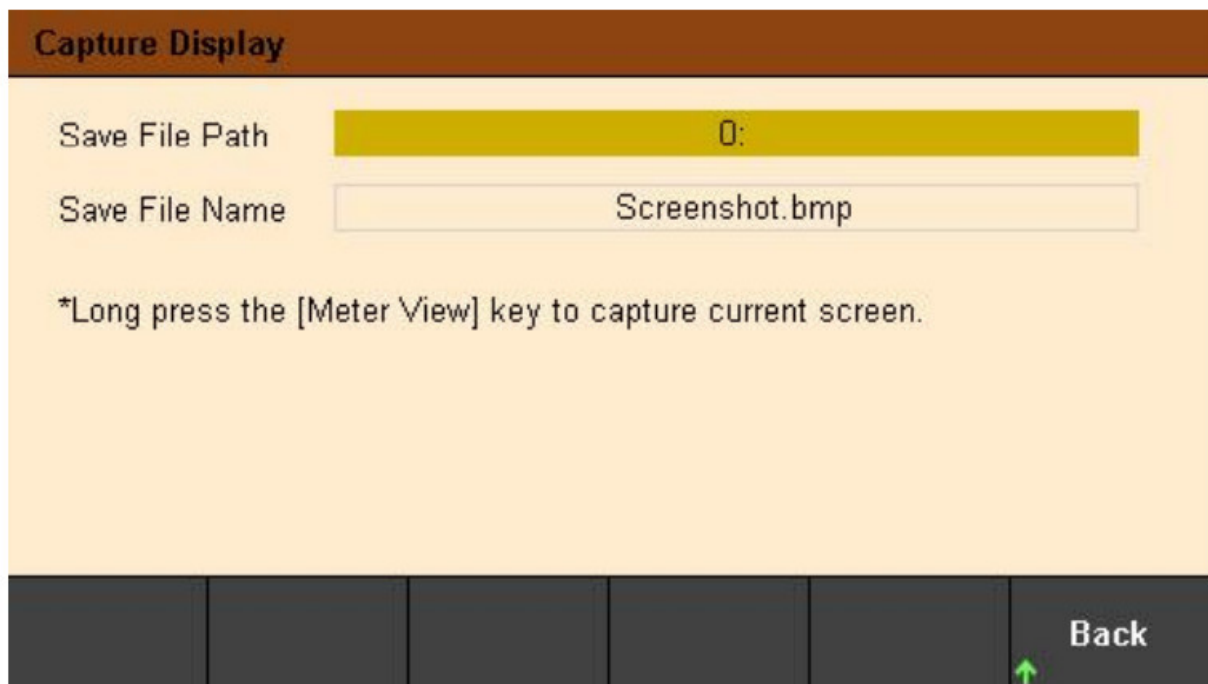 Capture Display
Save File Path 0:
Save File Name Screenshot.bmp
*Long press the [Meter View] key to capture current screen.
Back